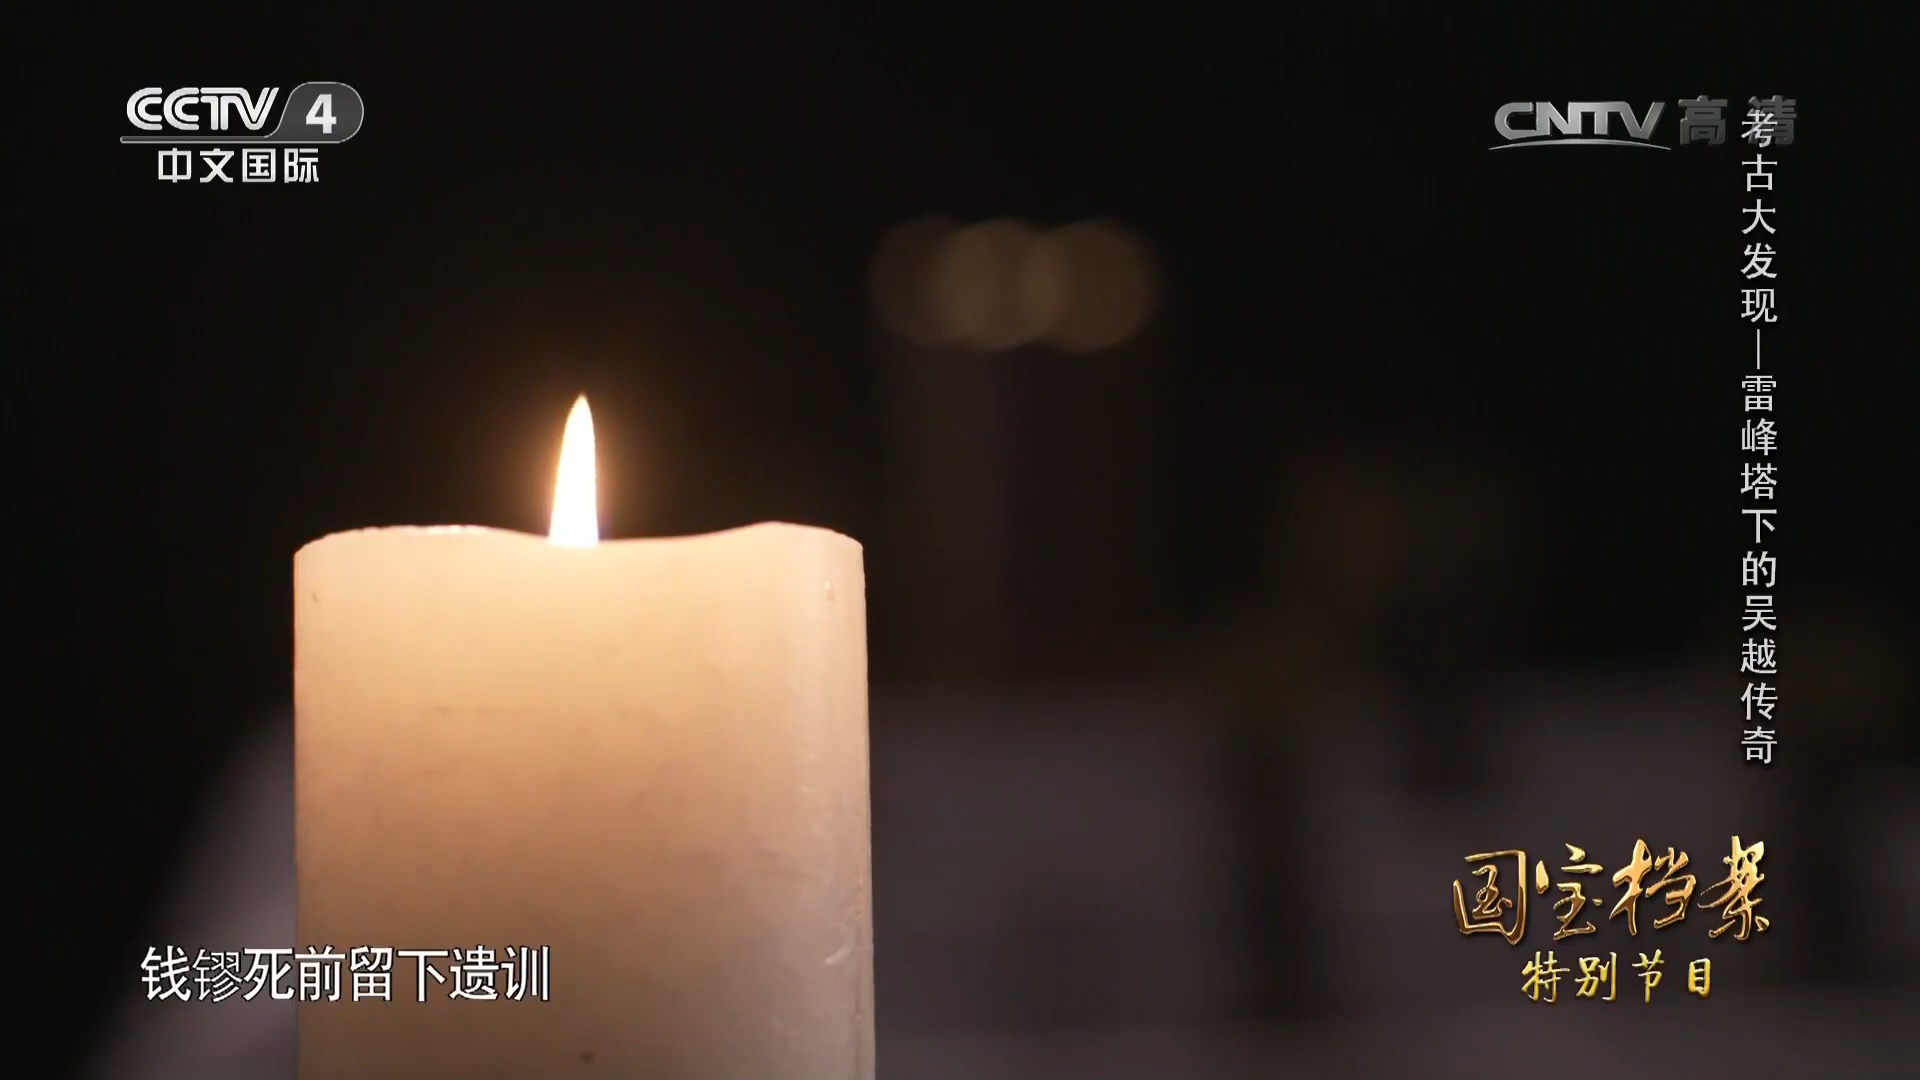 CCTV 4
中文国际
CNTV 高清
考古大发现—雷峰塔下的吴越传奇
国宝档案
特别节目
钱镠死前留下遗训